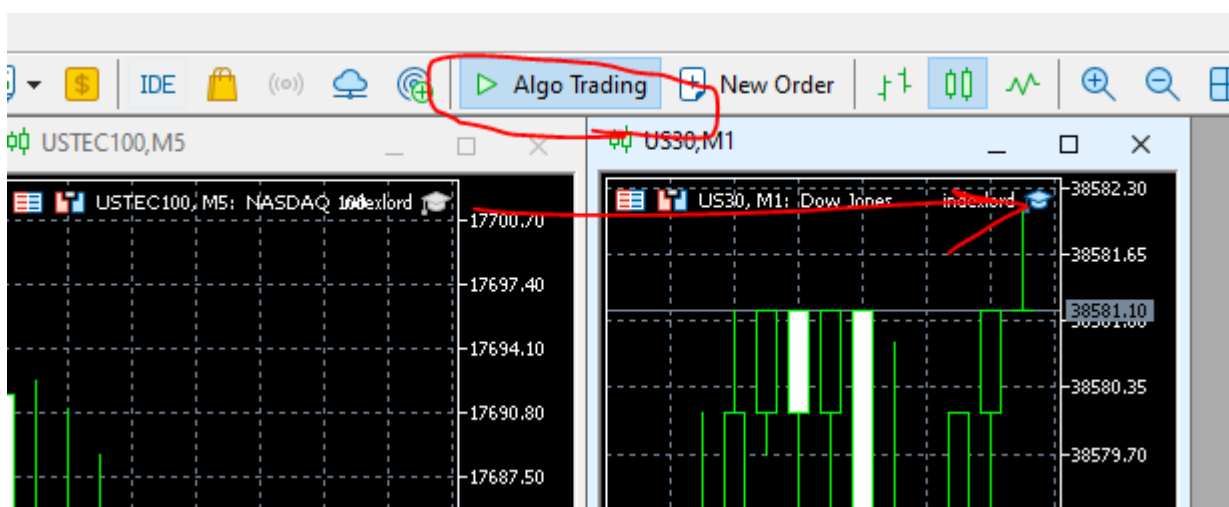 $ IDE Algo Trading New Order
USTEC100,M5
US30,M1
USTEC100, M5: NASDAQ
17700.70
17697.40
17694.10
17690.80
17687.50
US30, M1: Dow Jones indexlord
38582.30
38581.65
38581.10
38580.35
38579.70